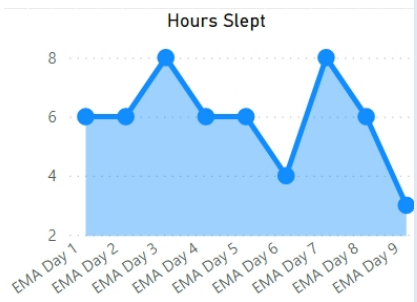 Hours Slept
8
6
4
2
EMA Day 1
EMA Day 2
EMA Day 3
EMA Day 4
EMA Day 5
EMA Day 6
EMA Day 7
EMA Day 8
EMA Day 9